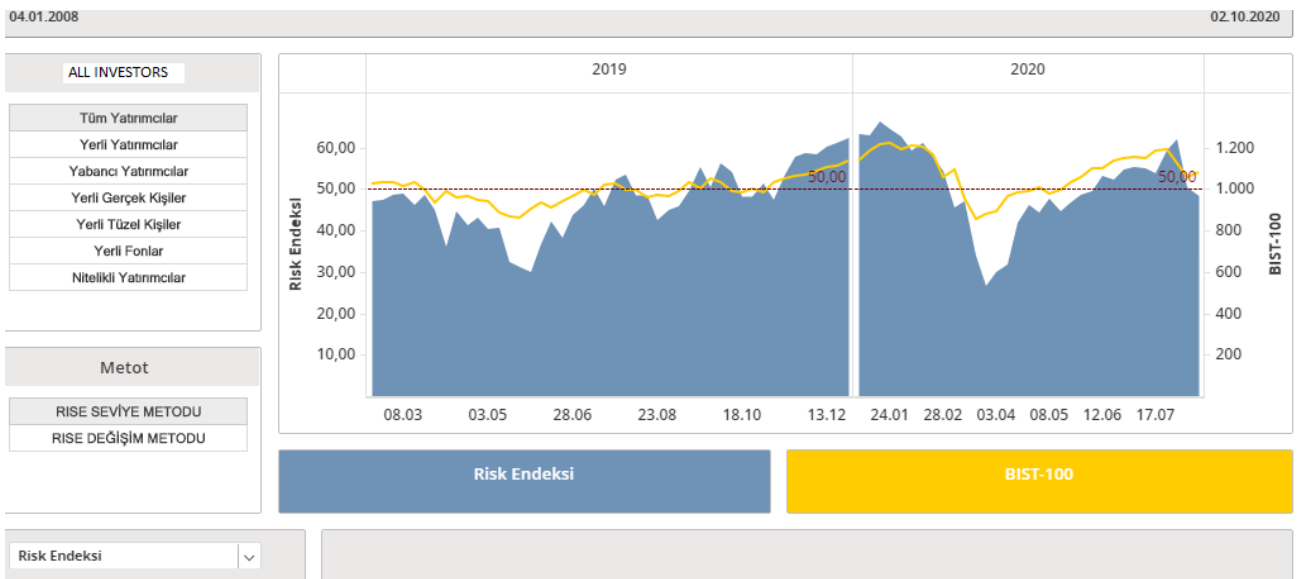 04.01.2008
02.10.2020
ALL INVESTORS
Tüm Yatırımcılar
Yerli Yatırımcılar
Yabancı Yatırımcılar
Yerli Gerçek Kişiler
Yerli Tüzel Kişiler
Yerli Fonlar
Nitelikli Yatırımcılar
Metot
RISE SEVİYE METODU
RISE DEĞİŞİM METODU
2019
2020
Risk Endeksi
60,00
50,00
40,00
30,00
20,00
10,00
50,00
50,00
1.200
1.000
800
600
400
200
BIST-100
08.03
03.05
28.06
23.08
18.10
13.12
24.01
28.02
03.04
08.05
12.06
17.07
Risk Endeksi
BIST-100
Risk Endeksi